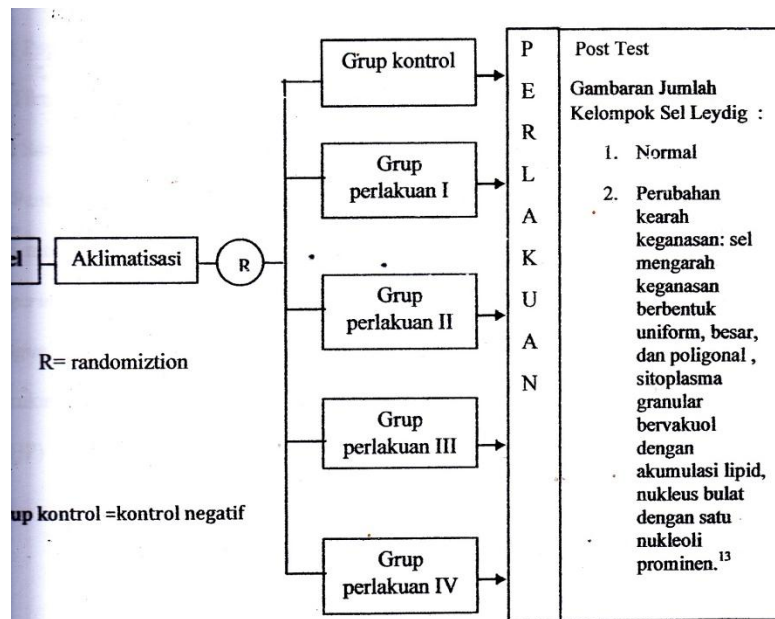 Aklimatisasi
R
R= randomiztion
kontrol =kontrol negatif
Grup kontrol
Grup
perlakuan I
Grup
perlakuan II
Grup
perlakuan III
Grup
perlakuan IV
P
E
R
L
A
K
U
A
N
Post Test
Gambaran Jumlah
Kelompok Sel Leydig :
1. Normal
2. Perubahan
kearah
keganasan: sel
mengarah
keganasan
berbentuk
uniform, besar,
dan poligonal ,
sitoplasma
granular
bervakuol
dengan
akumulasi lipid,
nukleus bulat
dengan satu
nukleoli
prominen.¹³